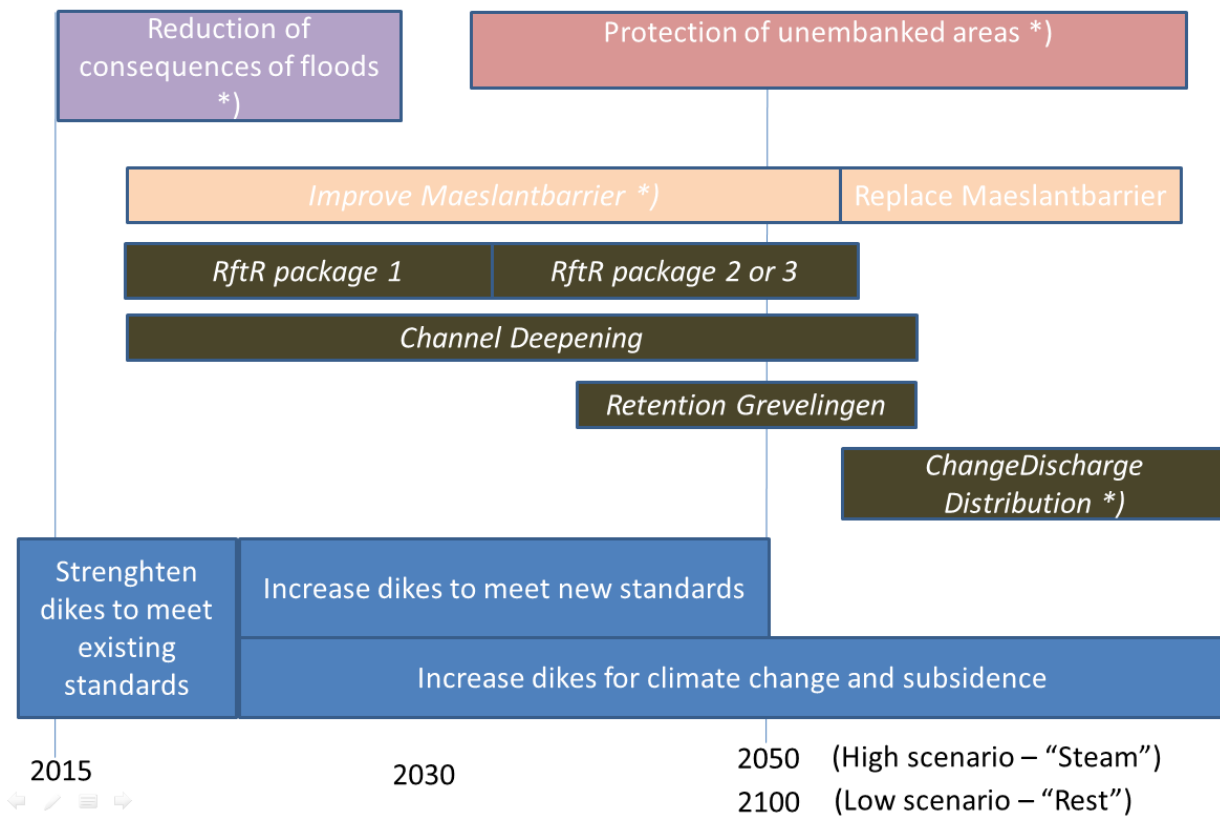 Reduction of
consequences of floods
*)
Protection of unembanked areas *)
Improve Maeslantbarrier *)
Replace Maeslantbarrier
RftR package 1
RftR package 2 or 3
Channel Deepening
Retention Grevelingen
ChangeDischarge
Distribution *)
Strenghten
dikes to meet
existing
standards
Increase dikes to meet new standards
Increase dikes for climate change and subsidence
2015
2030
2050 (High scenario – “Steam”)
2100 (Low scenario – “Rest”)